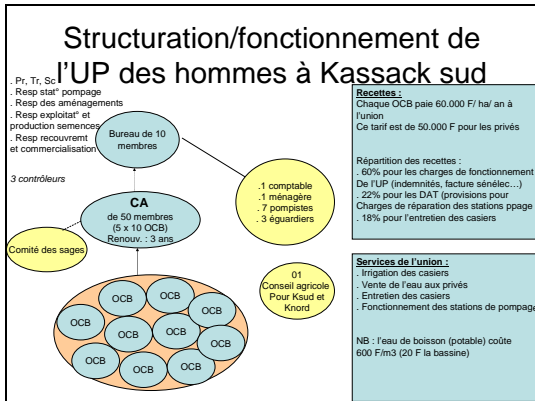 Structuration/fonctionnement de
l'UP des hommes à Kassack sud
. Pr, Tr, Sc
. Resp stat° pompage
. Resp des aménagements
. Resp exploitat° et
production semences
. Resp recouvremt
et commercialisation
3 contrôleurs
Bureau de 10
membres
CA
de 50 membres
(5 x 10 OCB)
Renouv. : 3 ans
Comité des sages
.1 comptable
.1 ménagère
. 7 pompistes
. 3 éguardiers
01
Conseil agricole
Pour Ksud et
Knord
OCB
OCB
OCB
OCB
OCB
OCB
OCB
OCB
OCB
OCB
OCB
Recettes :
Chaque OCB paie 60.000 F/ ha/ an à
l'union
Ce tarif est de 50.000 F pour les privés
Répartition des recettes :
. 60% pour les charges de fonctionnement
De l'UP (indemnités, facture sénélec...)
. 22% pour les DAT (provisions pour
Charges de réparation des stations ppage
. 18% pour l'entretien des casiers
Services de l'union :
. Irrigation des casiers
. Vente de l'eau aux privés
. Entretien des casiers
. Fonctionnement des stations de pompage
NB : l'eau de boisson (potable) coûte
600 F/m3 (20 F la bassine)